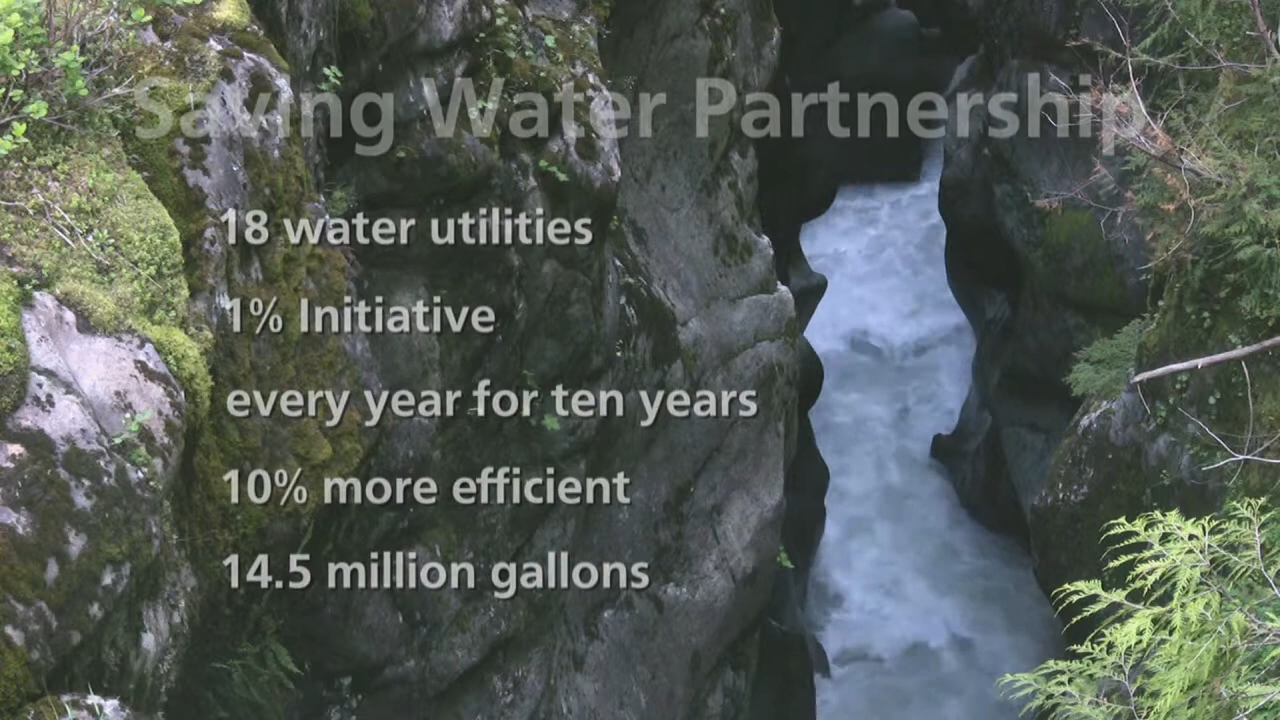 Saving Water Partnership
18 water utilities
1% Initiative
every year for ten years
10% more efficient
14.5 million gallons